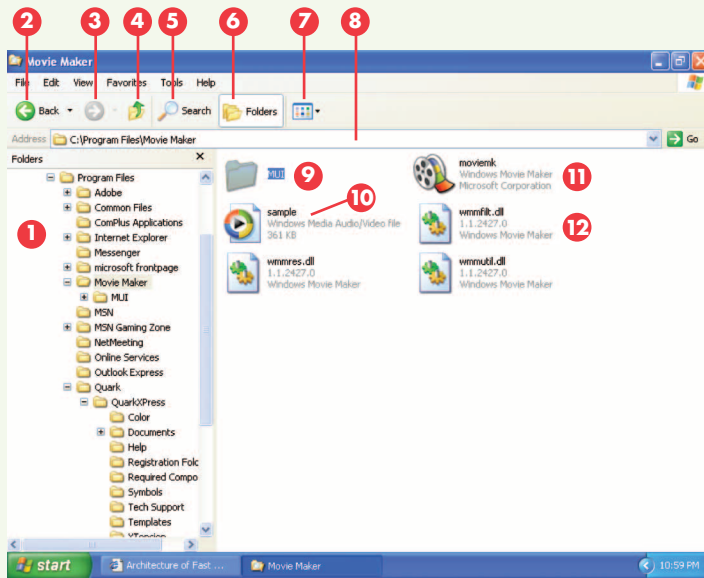 2 3 4 5 6 7 8
Movie Maker
File Edit View Favorites Tools Help
Back Search Folders
Address C:\Program Files\Movie Maker Go
Folders
1
Program Files
Adobe
Common Files
ComPlus Applications
Internet Explorer
Messenger
microsoft frontpage
Movie Maker
MUI
MSN
MSN Gaming Zone
NetMeeting
Online Services
Outlook Express
Quark
QuarkXPress
Color
Documents
Help
Registration Folc
Required Compo
Symbols
Tech Support
Templates
XTension
MUI
9
moviemk
Windows Movie Maker
Microsoft Corporation
11
10
sample
Windows Media Audio/Video file
361 KB
wmmfilt.dll
1.1.2427.0
Windows Movie Maker
12
wmmres.dll
1.1.2427.0
Windows Movie Maker
wmmutil.dll
1.1.2427.0
Windows Movie Maker
start Architecture of Fast ... Movie Maker 10:59 PM